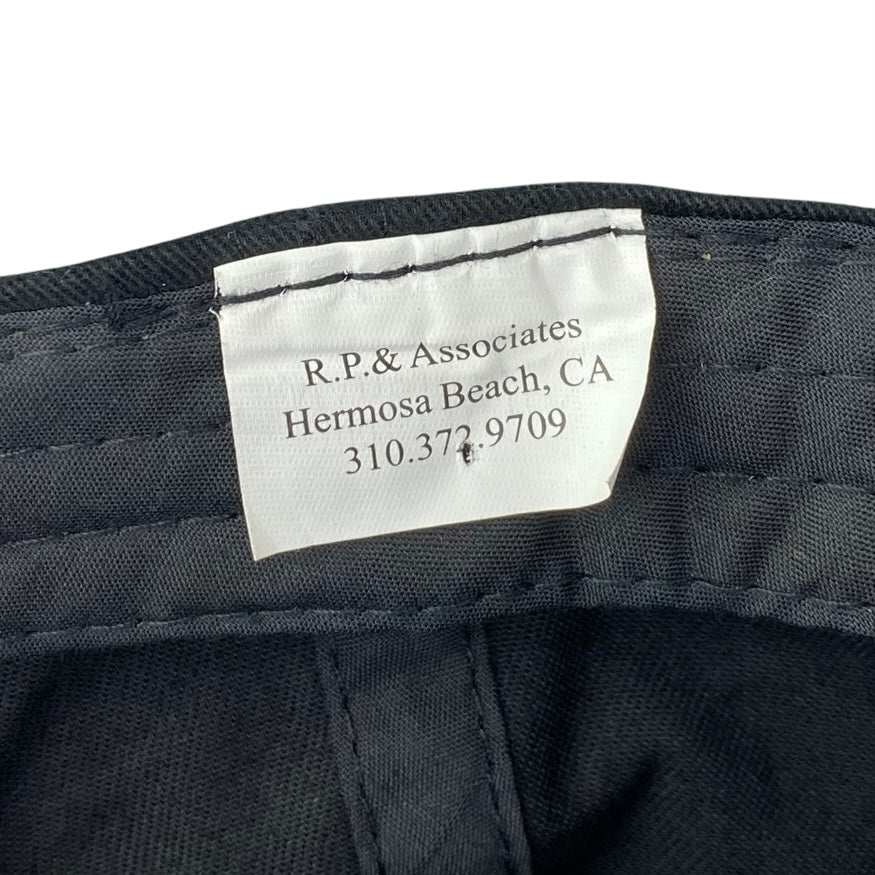 R.P.& Associates
Hermosa Beach, CA
310.372.9709